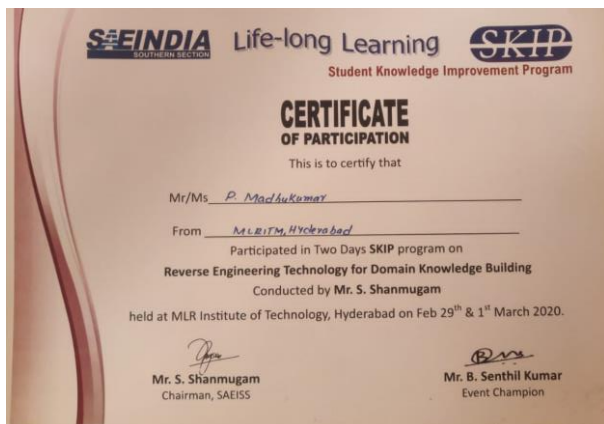 SAEINDIA Life-long Learning SKIP
SOUTHERN SECTION
Student Knowledge Improvement Program
CERTIFICATE
OF PARTICIPATION
This is to certify that
Mr/Ms P. Madhukumar
From MLRITM, Hyderabad
Participated in Two Days SKIP program on
Reverse Engineering Technology for Domain Knowledge Building
Conducted by Mr. S. Shanmugam
held at MLR Institute of Technology, Hyderabad on Feb 29th & 1st March 2020.
Mr. S. Shanmugam Mr. B. Senthil Kumar
Chairman, SAEISS Event Champion